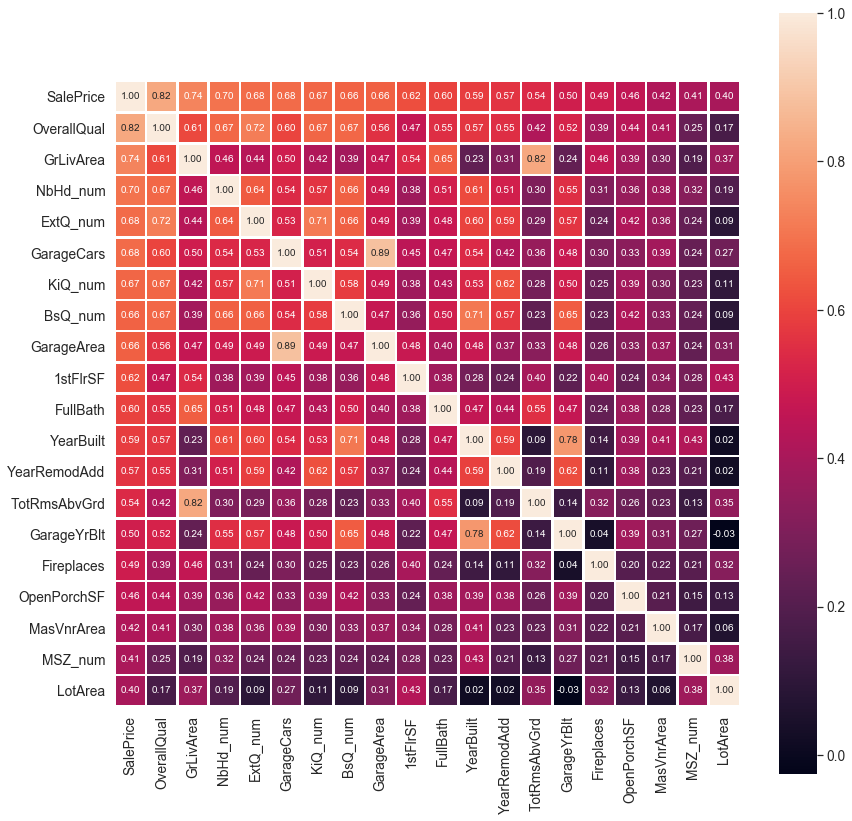 1.0
SalePrice 1.00 0.82 0.74 0.70 0.68 0.68 0.67 0.66 0.66 0.62 0.60 0.59 0.57 0.54 0.50 0.49 0.46 0.42 0.41 0.40
OverallQual 0.82 1.00 0.61 0.67 0.72 0.60 0.67 0.67 0.56 0.47 0.55 0.57 0.55 0.42 0.52 0.39 0.44 0.41 0.25 0.17
0.8
GrLivArea 0.74 0.61 1.00 0.46 0.44 0.50 0.42 0.39 0.47 0.54 0.65 0.23 0.31 0.82 0.24 0.46 0.39 0.30 0.19 0.37
NbHd_num 0.70 0.67 0.46 1.00 0.64 0.54 0.57 0.66 0.49 0.38 0.51 0.61 0.51 0.30 0.55 0.31 0.36 0.38 0.32 0.19
ExtQ_num 0.68 0.72 0.44 0.64 1.00 0.53 0.71 0.66 0.49 0.39 0.48 0.60 0.59 0.29 0.57 0.24 0.42 0.36 0.24 0.09
GarageCars 0.68 0.60 0.50 0.54 0.53 1.00 0.51 0.54 0.89 0.45 0.47 0.54 0.42 0.36 0.48 0.30 0.33 0.39 0.24 0.27
KiQ_num 0.67 0.67 0.42 0.57 0.71 0.51 1.00 0.58 0.49 0.38 0.43 0.53 0.62 0.28 0.50 0.25 0.39 0.30 0.23 0.11
0.6
BsQ_num 0.66 0.67 0.39 0.66 0.66 0.54 0.58 1.00 0.47 0.36 0.50 0.71 0.57 0.23 0.65 0.23 0.42 0.33 0.24 0.09
GarageArea 0.66 0.56 0.47 0.49 0.49 0.89 0.49 0.47 1.00 0.48 0.40 0.48 0.37 0.33 0.48 0.26 0.33 0.37 0.24 0.31
1stFlrSF 0.62 0.47 0.54 0.38 0.39 0.45 0.38 0.36 0.48 1.00 0.38 0.28 0.24 0.40 0.22 0.40 0.24 0.34 0.28 0.43
FullBath 0.60 0.55 0.65 0.51 0.48 0.47 0.43 0.50 0.40 0.38 1.00 0.47 0.44 0.55 0.47 0.24 0.38 0.28 0.23 0.17
YearBuilt 0.59 0.57 0.23 0.61 0.60 0.54 0.53 0.71 0.48 0.28 0.47 1.00 0.59 0.09 0.78 0.14 0.39 0.41 0.43 0.02
0.4
YearRemodAdd 0.57 0.55 0.31 0.51 0.59 0.42 0.62 0.57 0.37 0.24 0.44 0.59 1.00 0.19 0.62 0.11 0.38 0.23 0.21 0.02
TotRmsAbvGrd 0.54 0.42 0.82 0.30 0.29 0.36 0.28 0.23 0.33 0.40 0.55 0.09 0.19 1.00 0.14 0.32 0.26 0.23 0.13 0.35
GarageYrBlt 0.50 0.52 0.24 0.55 0.57 0.48 0.50 0.65 0.48 0.22 0.47 0.78 0.62 0.14 1.00 0.04 0.39 0.31 0.27 -0.03
Fireplaces 0.49 0.39 0.46 0.31 0.24 0.30 0.25 0.23 0.26 0.40 0.24 0.14 0.11 0.32 0.04 1.00 0.20 0.22 0.21 0.32
OpenPorchSF 0.46 0.44 0.39 0.36 0.42 0.33 0.39 0.42 0.33 0.24 0.38 0.39 0.38 0.26 0.39 0.20 1.00 0.21 0.15 0.13
0.2
MasVnrArea 0.42 0.41 0.30 0.38 0.36 0.39 0.30 0.33 0.37 0.34 0.28 0.41 0.23 0.23 0.31 0.22 0.21 1.00 0.17 0.06
MSZ_num 0.41 0.25 0.19 0.32 0.24 0.24 0.23 0.24 0.24 0.28 0.23 0.43 0.21 0.13 0.27 0.21 0.15 0.17 1.00 0.38
LotArea 0.40 0.17 0.37 0.19 0.09 0.27 0.11 0.09 0.31 0.43 0.17 0.02 0.02 0.35 -0.03 0.32 0.13 0.06 0.38 1.00
0.0
SalePrice OverallQual GrLivArea NbHd_num ExtQ_num GarageCars KiQ_num BsQ_num GarageArea 1stFlrSF FullBath YearBuilt YearRemodAdd TotRmsAbvGrd GarageYrBlt Fireplaces OpenPorchSF MasVnrArea MSZ_num LotArea